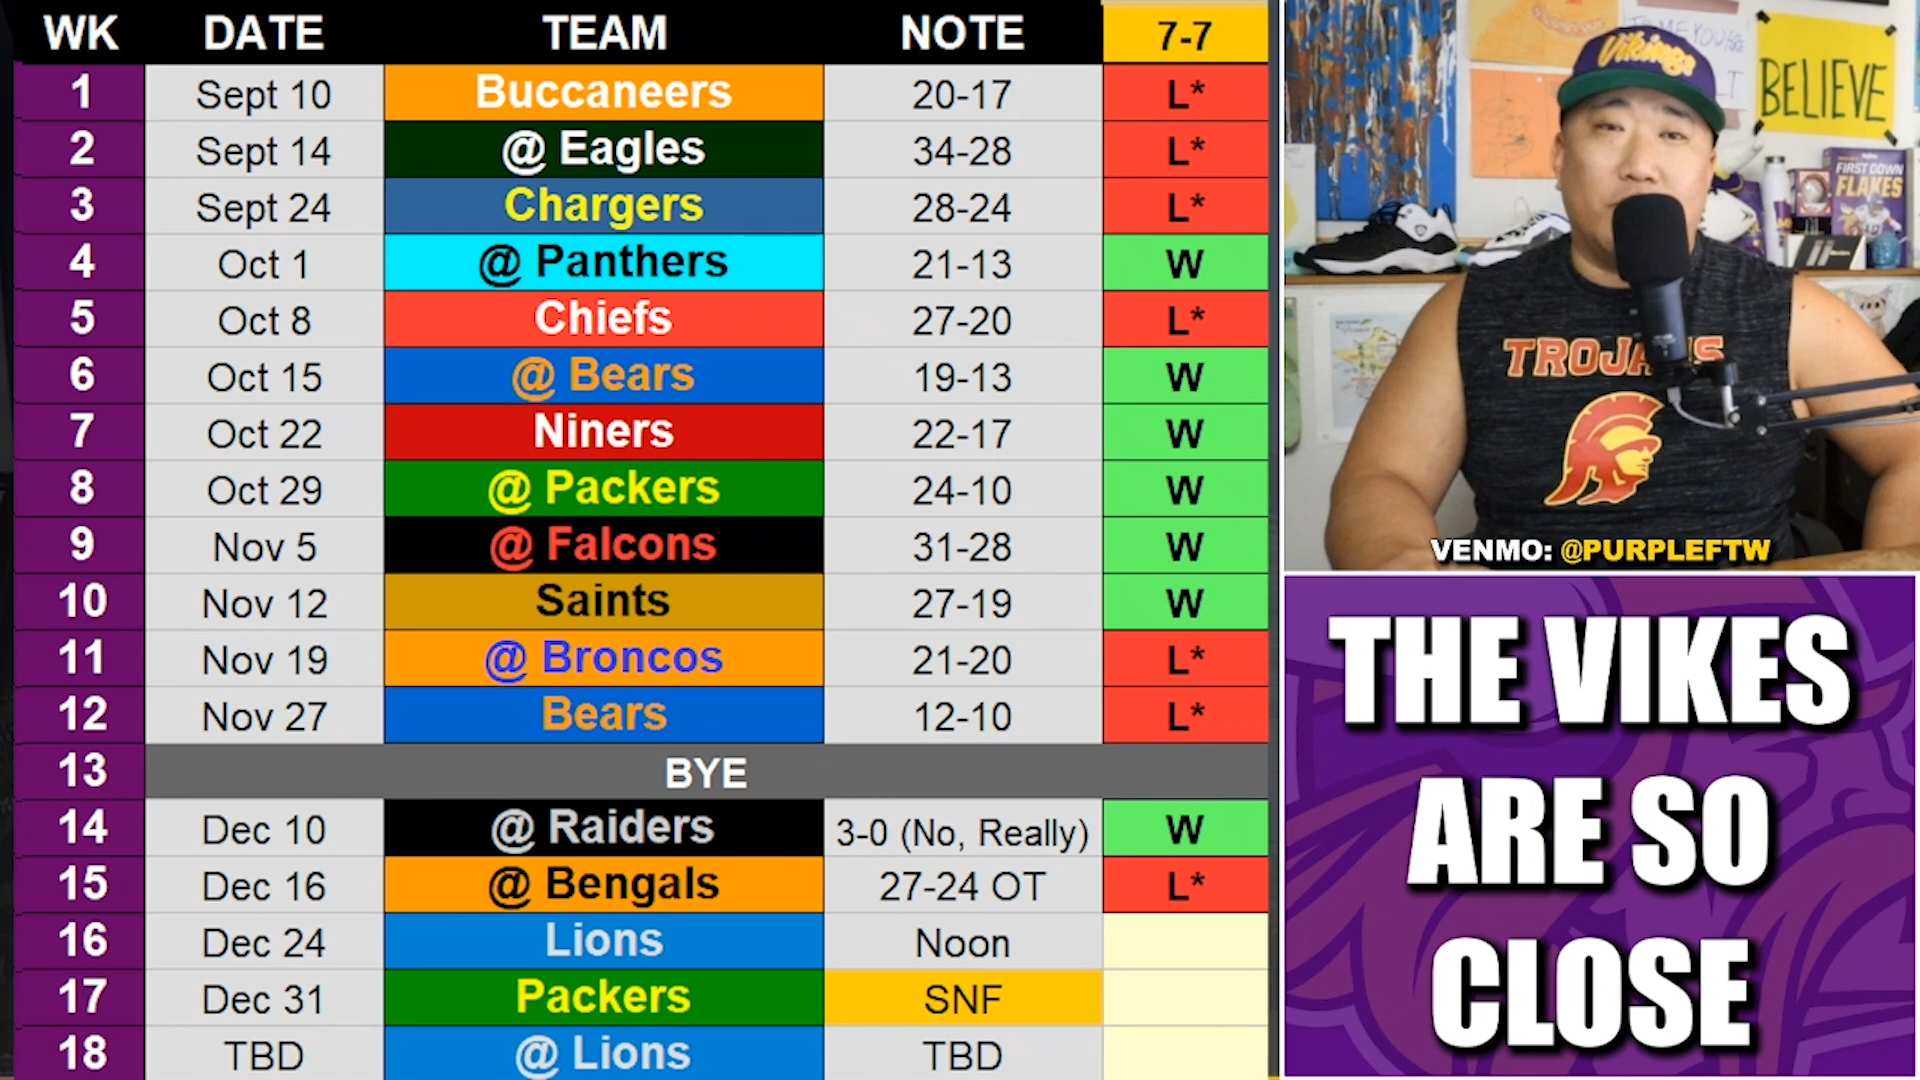 WK DATE TEAM NOTE 7-7
1 Sept 10 Buccaneers 20-17 L*
2 Sept 14 @ Eagles 34-28 L*
3 Sept 24 Chargers 28-24 L*
4 Oct 1 @ Panthers 21-13 W
5 Oct 8 Chiefs 27-20 L*
6 Oct 15 @ Bears 19-13 W
7 Oct 22 Niners 22-17 W
8 Oct 29 @ Packers 24-10 W
9 Nov 5 @ Falcons 31-28 W
10 Nov 12 Saints 27-19 W
11 Nov 19 @ Broncos 21-20 L*
12 Nov 27 Bears 12-10 L*
13 BYE
14 Dec 10 @ Raiders 3-0 (No, Really) W
15 Dec 16 @ Bengals 27-24 OT L*
16 Dec 24 Lions Noon
17 Dec 31 Packers SNF
18 TBD @ Lions TBD
Vikings
BELIEVE
FIRST DOWN
FLAKES
TROJANS
VENMO: @PURPLEFTW
THE VIKES
ARE SO
CLOSE